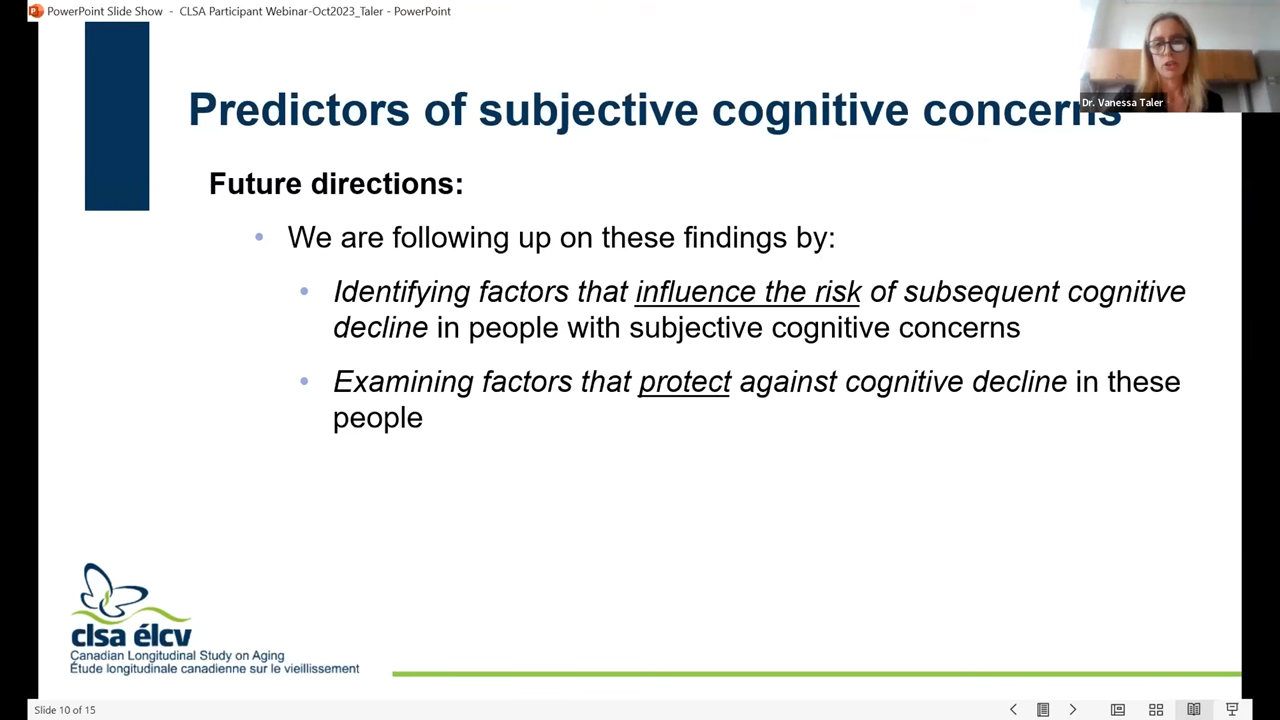 PowerPoint Slide Show - CLSA Participant Webinar-Oct2023_Taler - PowerPoint
Dr. Vanessa Taler
Predictors of subjective cognitive concerns
Future directions:
• We are following up on these findings by:
• Identifying factors that influence the risk of subsequent cognitive
decline in people with subjective cognitive concerns
• Examining factors that protect against cognitive decline in these
people
clsa élcv
Canadian Longitudinal Study on Aging
Étude longitudinale canadienne sur le vieillissement
Slide 10 of 15